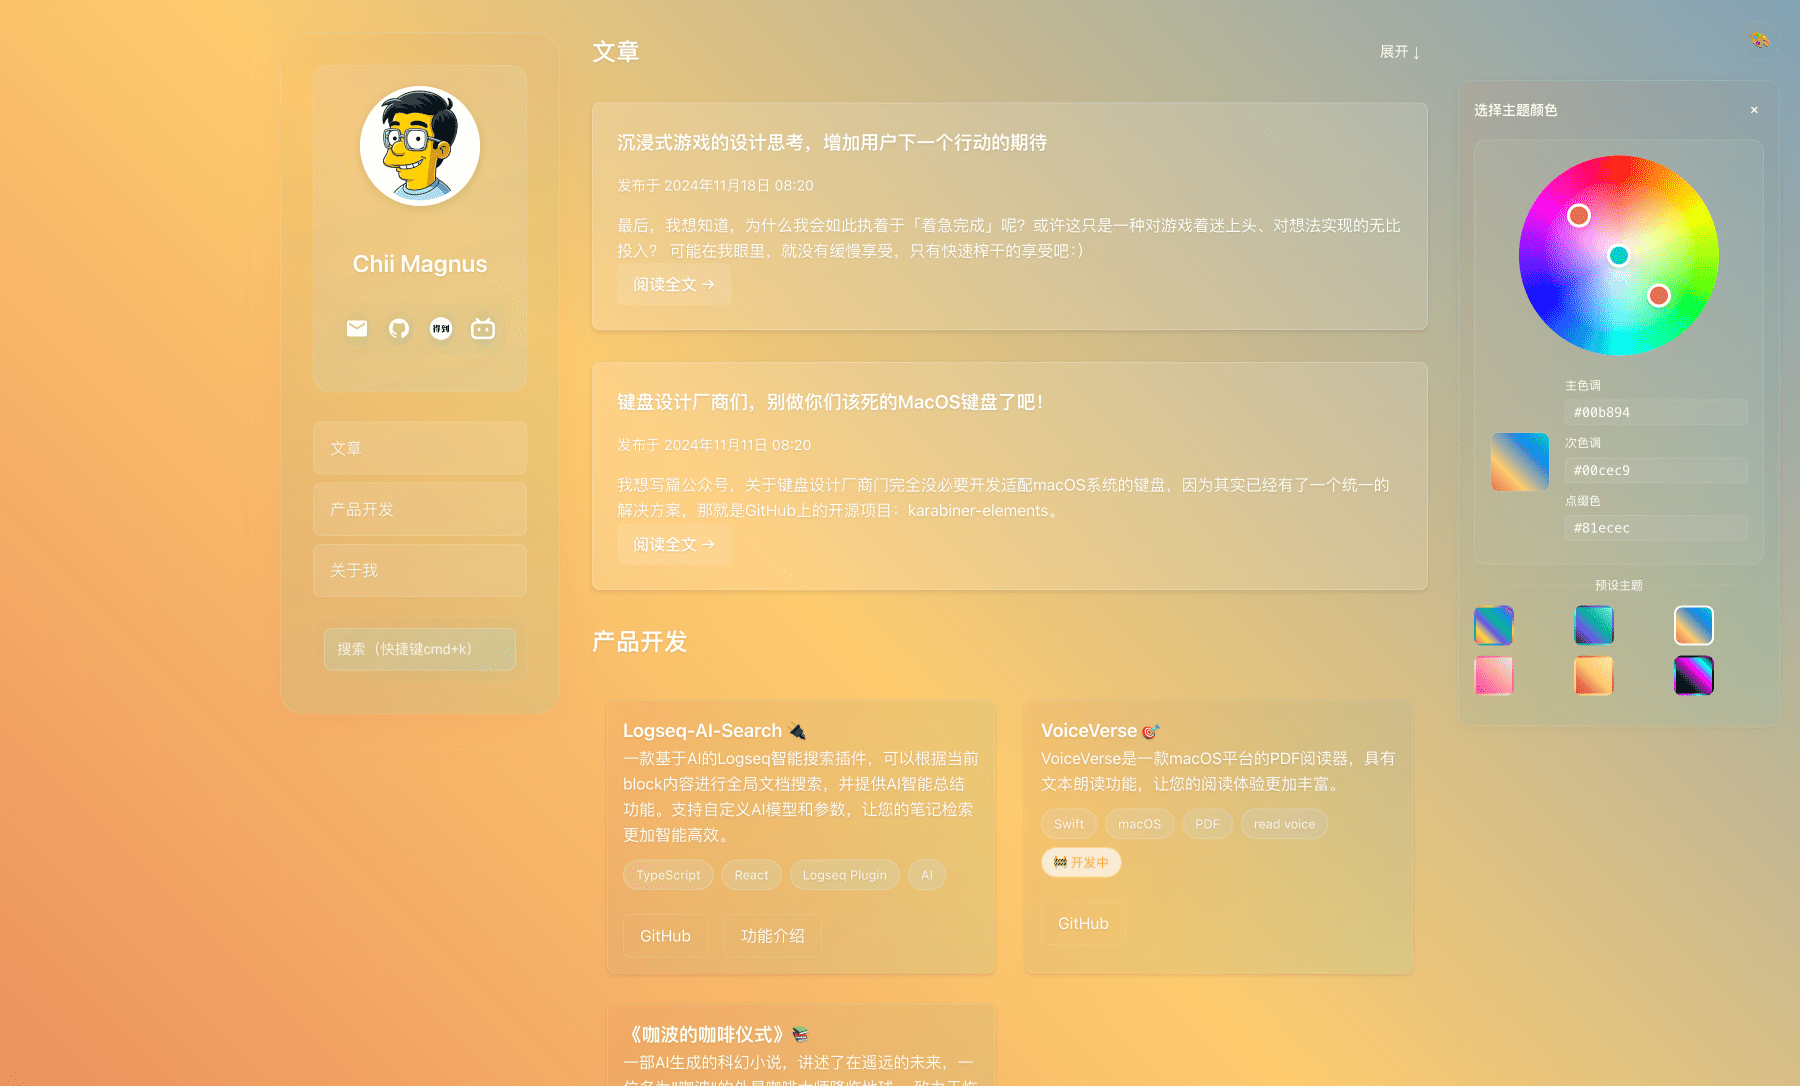 Chii Magnus
得到
文章
产品开发
关于我
搜索（快捷键cmd+k）
文章
展开 ↓
沉浸式游戏的设计思考，增加用户下一个行动的期待
发布于 2024年11月18日 08:20
最后，我想知道，为什么我会如此执着于「着急完成」呢？或许这只是一种对游戏着迷上头、对想法实现的无比
投入？ 可能在我眼里，就没有缓慢享受，只有快速榨干的享受吧：）
阅读全文 →
键盘设计厂商们，别做你们该死的MacOS键盘了吧！
发布于 2024年11月11日 08:20
我想写篇公众号，关于键盘设计厂商门完全没必要开发适配macOS系统的键盘，因为其实已经有了一个统一的
解决方案，那就是GitHub上的开源项目：karabiner-elements。
阅读全文 →
产品开发
Logseq-AI-Search
一款基于AI的Logseq智能搜索插件，可以根据当前
block内容进行全局文档搜索，并提供AI智能总结
功能。支持自定义AI模型和参数，让您的笔记检索
更加智能高效。
TypeScript React Logseq Plugin AI
GitHub 功能介绍
VoiceVerse
VoiceVerse是一款macOS平台的PDF阅读器，具有
文本朗读功能，让您的阅读体验更加丰富。
Swift macOS PDF read voice
开发中
GitHub
《咖波的咖啡仪式》
一部AI生成的科幻小说，讲述了在遥远的未来，一
选择主题颜色 ×
主色调
#00b894
次色调
#00cec9
点缀色
#81ecec
预设主题